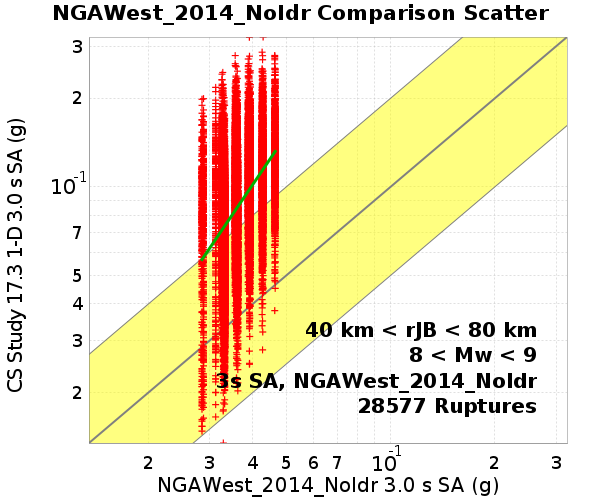 NGAWest_2014_NoIdr Comparison Scatter
CS Study 17.3 1-D 3.0 s SA (g)
3
2
10-1
7
5
4
3
2
40 km < rJB < 80 km
8 < Mw < 9
3s SA, NGAWest_2014_NoIdr
28577 Ruptures
2 3 4 5 6 7 10-1 2 3
NGAWest_2014_NoIdr 3.0 s SA (g)